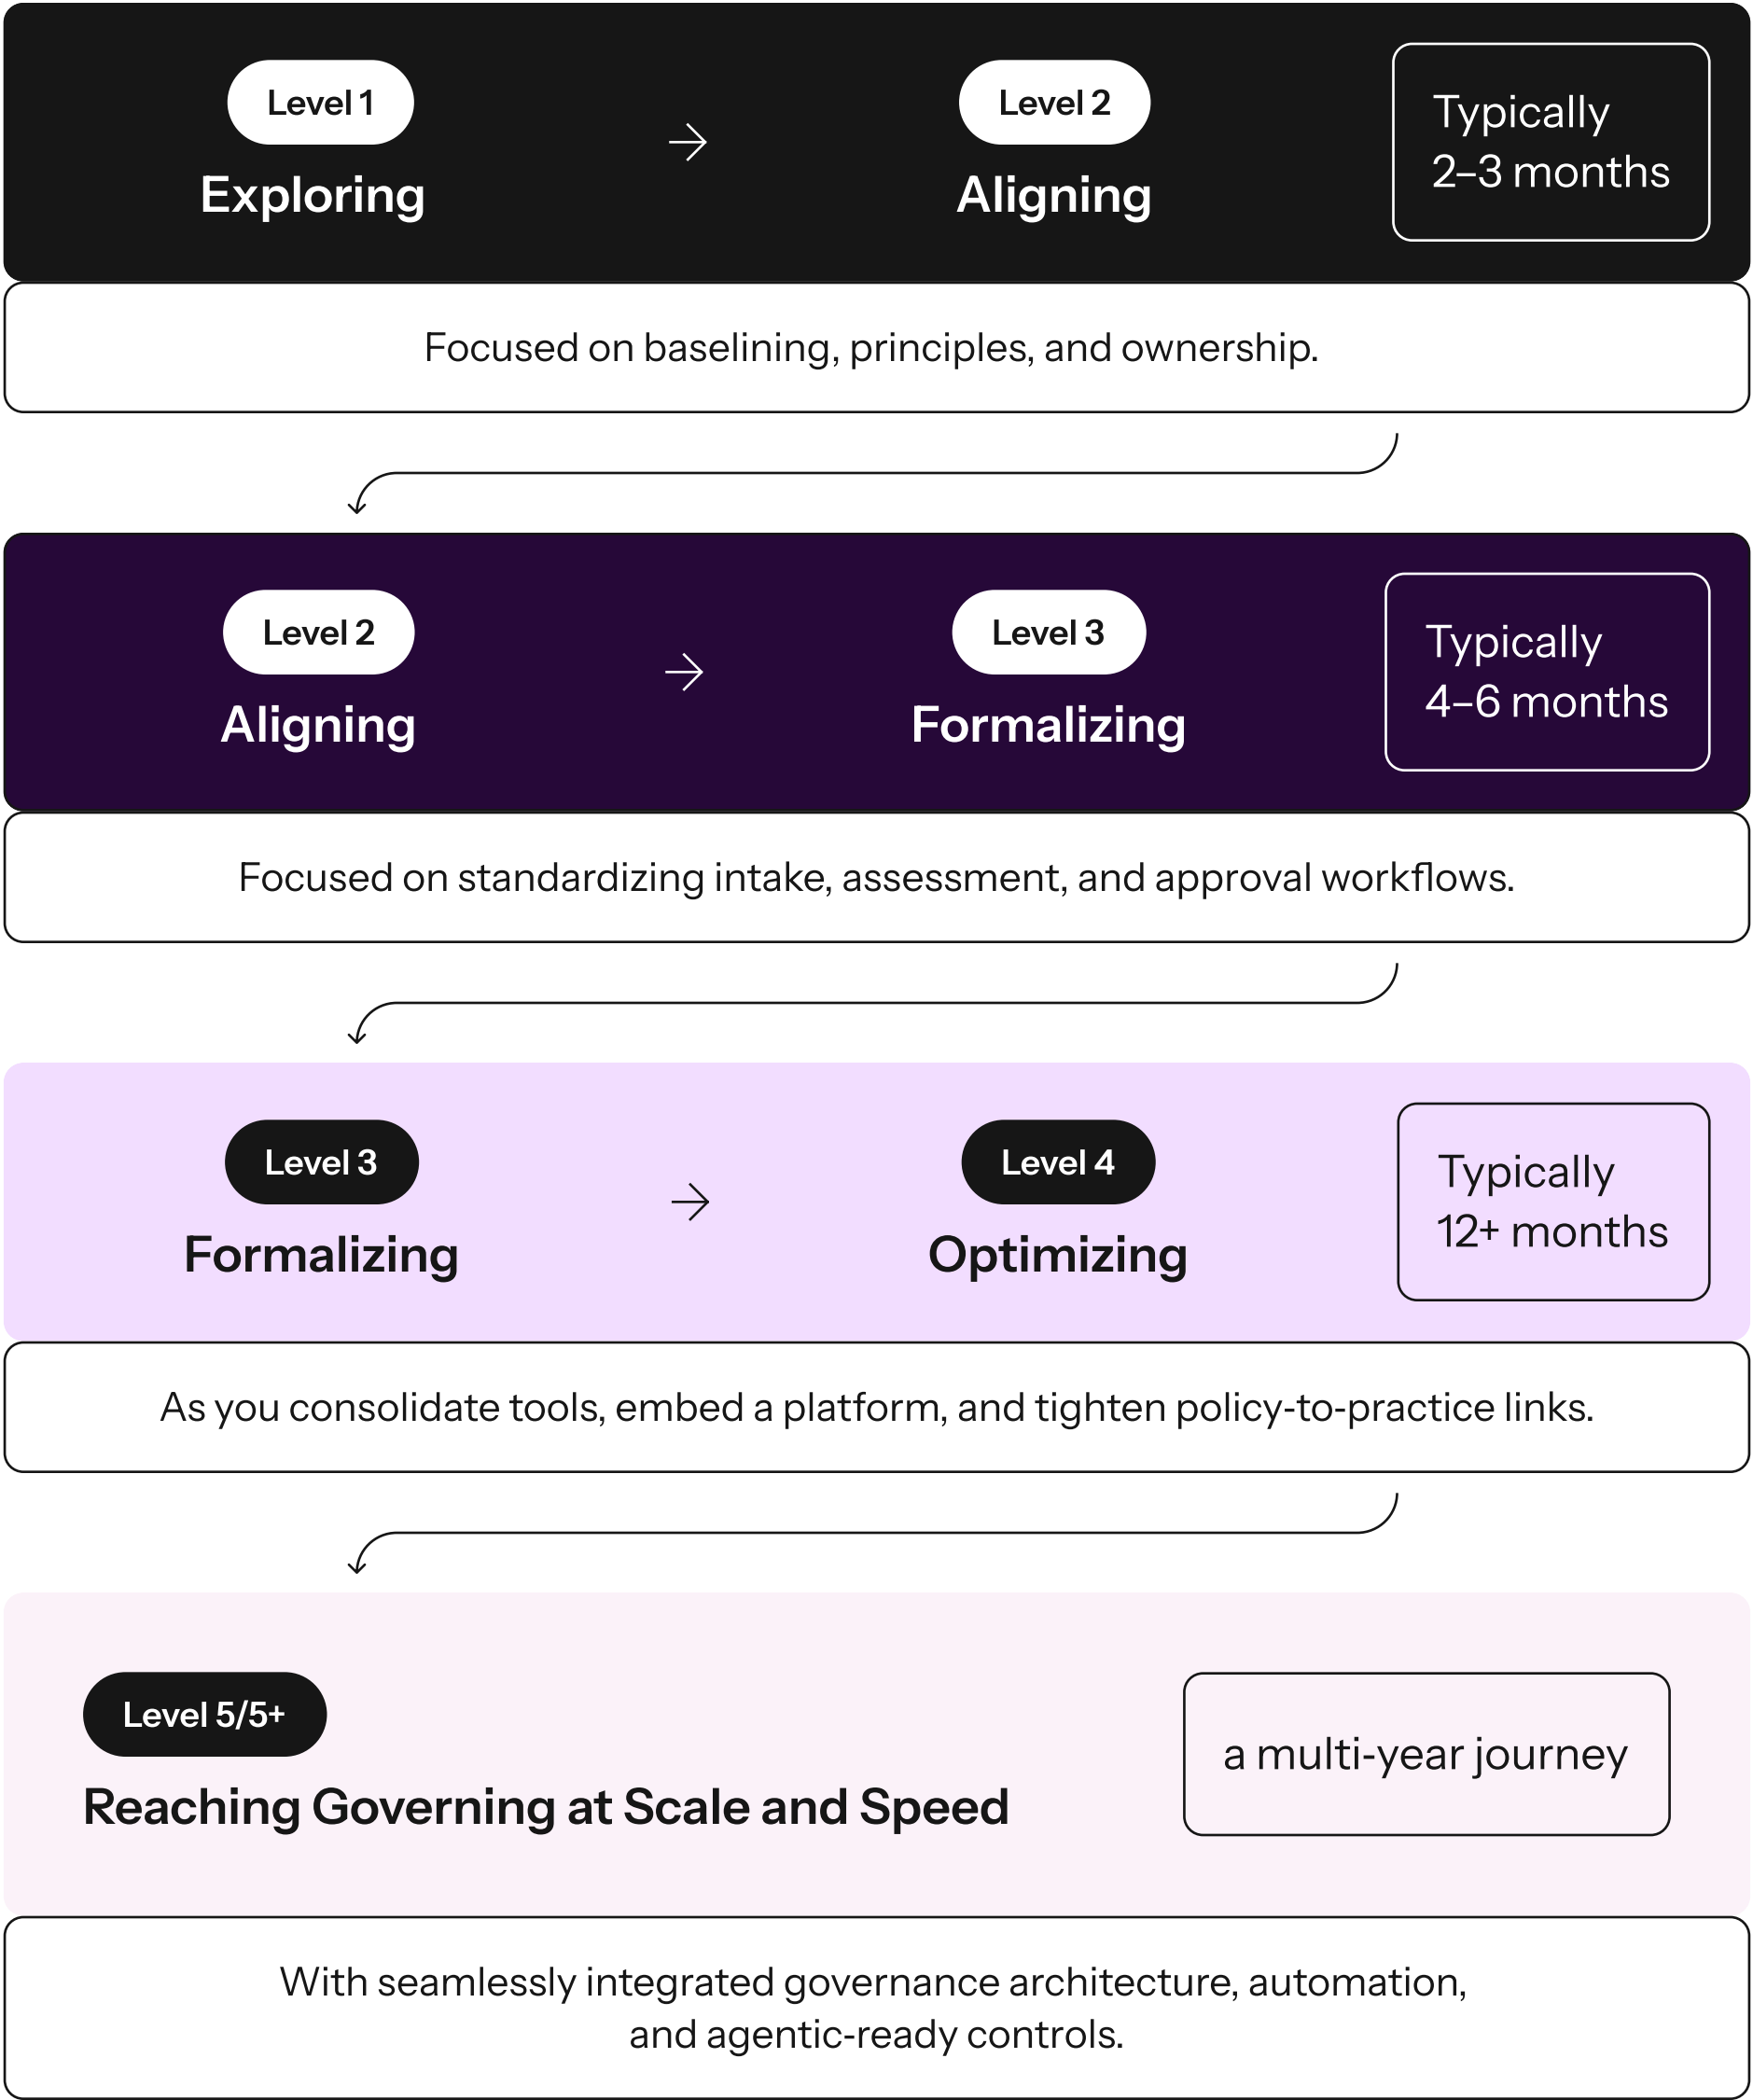 Level 1
Exploring
Level 2
Aligning
Typically
2–3 months
Focused on baselining, principles, and ownership.
Level 2
Aligning
Level 3
Formalizing
Typically
4–6 months
Focused on standardizing intake, assessment, and approval workflows.
Level 3
Formalizing
Level 4
Optimizing
Typically
12+ months
As you consolidate tools, embed a platform, and tighten policy-to-practice links.
Level 5/5+
Reaching Governing at Scale and Speed
a multi-year journey
With seamlessly integrated governance architecture, automation,
and agentic-ready controls.